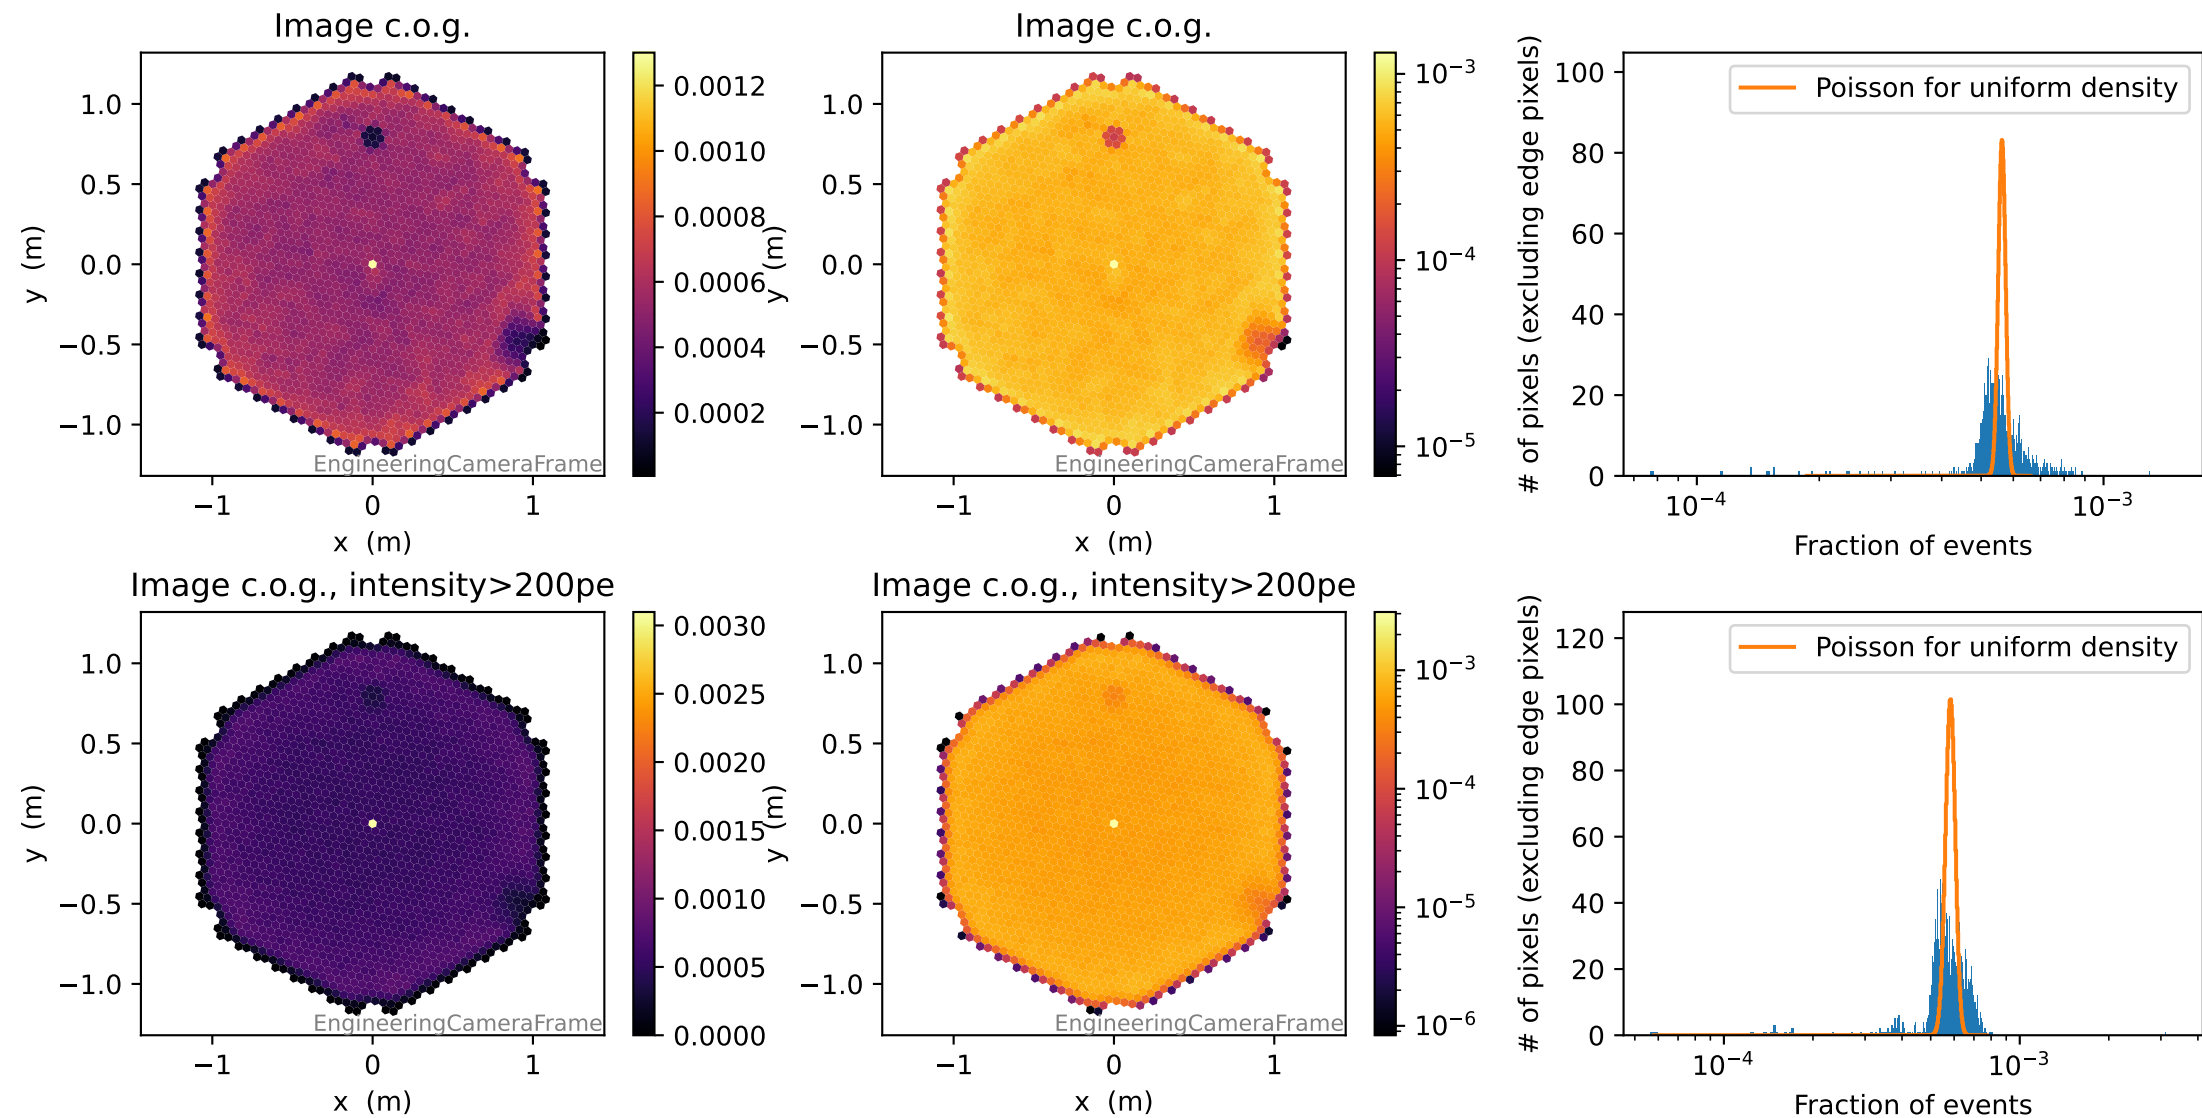 Image c.o.g.
1.0
0.5
0.0
−0.5
−1.0
y (m)
−1 0 1
x (m)
EngineeringCameraFrame
0.0012
0.0010
0.0008
0.0006
0.0004
0.0002
Image c.o.g.
1.0
0.5
0.0
−0.5
−1.0
y (m)
−1 0 1
x (m)
EngineeringCameraFrame
10⁻³
10⁻⁴
10⁻⁵
# of pixels (excluding edge pixels)
100
80
60
40
20
0
Poisson for uniform density
10⁻⁴ 10⁻³
Fraction of events
Image c.o.g., intensity>200pe
1.0
0.5
0.0
−0.5
−1.0
y (m)
−1 0 1
x (m)
EngineeringCameraFrame
0.0030
0.0025
0.0020
0.0015
0.0010
0.0005
0.0000
Image c.o.g., intensity>200pe
1.0
0.5
0.0
−0.5
−1.0
y (m)
−1 0 1
x (m)
EngineeringCameraFrame
10⁻³
10⁻⁴
10⁻⁵
10⁻⁶
# of pixels (excluding edge pixels)
120
100
80
60
40
20
0
Poisson for uniform density
10⁻⁴ 10⁻³
Fraction of events